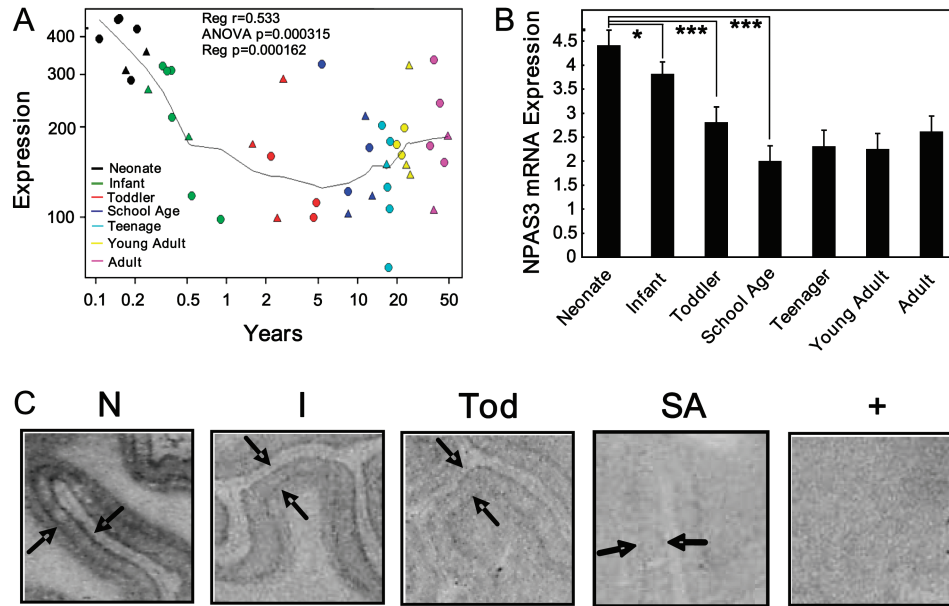 A
Reg r=0.533
ANOVA p=0.000315
Reg p=0.000162
Expression
400
300
200
100
Neonate
Infant
Toddler
School Age
Teenage
Young Adult
Adult
0.1 0.2 0.5 1 2 5 10 20 50
Years
B
NPAS3 mRNA Expression
4.5
4
3.5
3
2.5
2
1.5
1
0.5
0
* *** ***
Neonate
Infant
Toddler
School Age
Teenager
Young Adult
Adult
C
N I Tod SA +